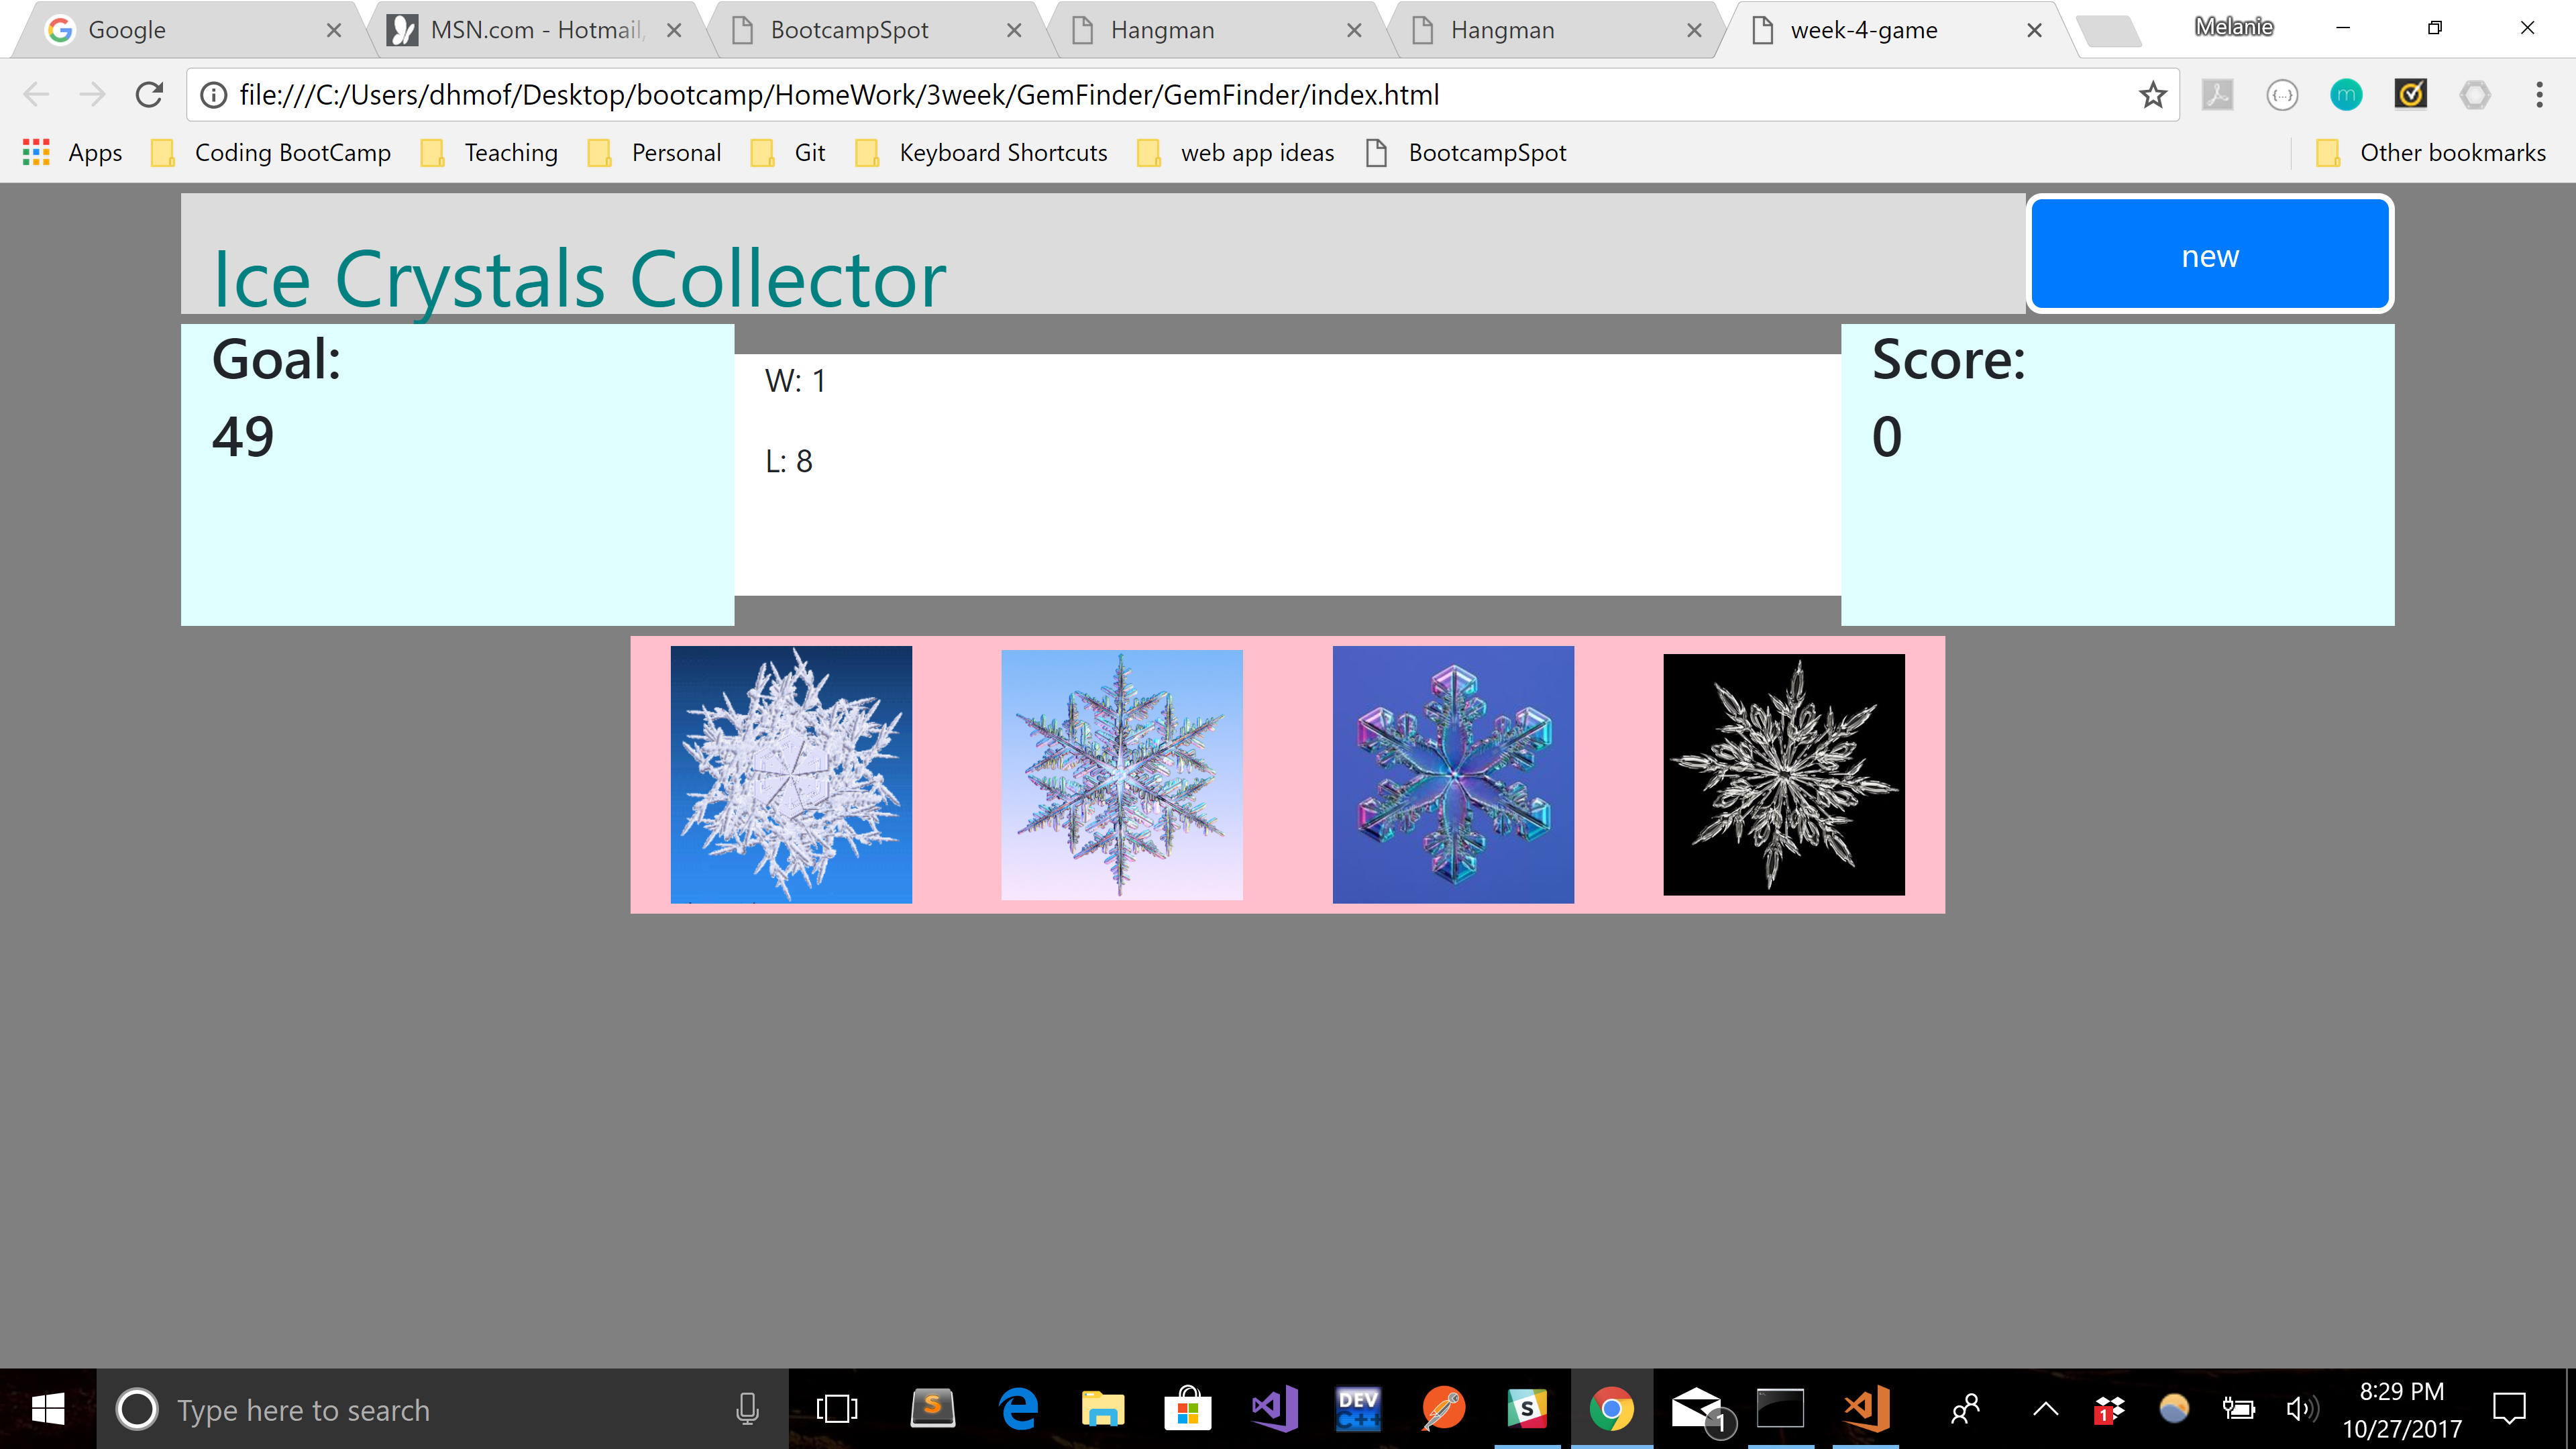 Google
MSN.com - Hotmail,
BootcampSpot
Hangman
Hangman
week-4-game
Melanie
file:///C:/Users/dhmof/Desktop/bootcamp/HomeWork/3week/GemFinder/GemFinder/index.html
{...}
m
Apps
Coding BootCamp
Teaching
Personal
Git
Keyboard Shortcuts
web app ideas
BootcampSpot
Other bookmarks
Ice Crystals Collector
new
Goal:
49
W: 1
L: 8
Score:
0
Type here to search
S
DEV
C++
S
1
1
8:29 PM
10/27/2017